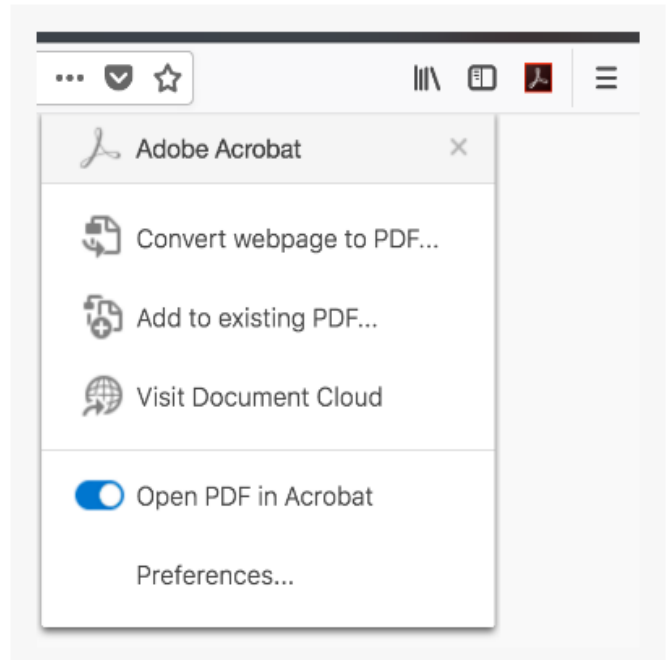 Adobe Acrobat
Convert webpage to PDF...
Add to existing PDF...
Visit Document Cloud
Open PDF in Acrobat
Preferences...